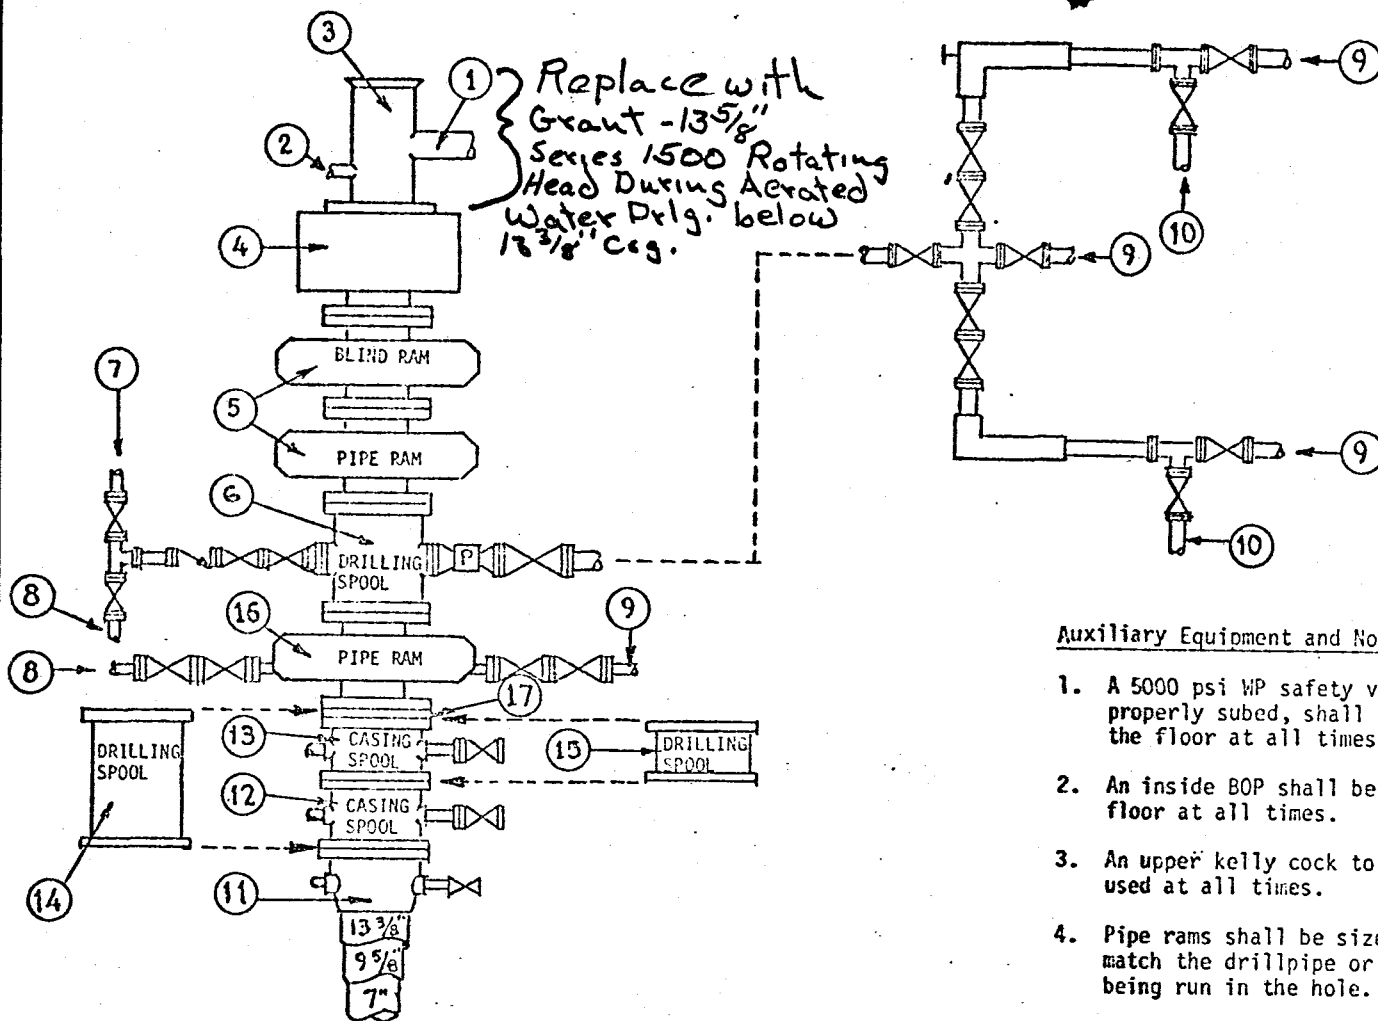 3
1
2
Replace with
Grant - 13 5/8"
Series 1500 Rotating
Head During Aerated
Water Drlg. below
13 3/8" Csg.
4
9
10
9
BLIND RAM
7
5
PIPE RAM
6
9
10
DRILLING
SPOOL
P
8
16
9
PIPE RAM
8
17
13
CASING
SPOOL
15
DRILLING
SPOOL
DRILLING
SPOOL
12
CASING
SPOOL
14
11
13 3/8"
9 5/8"
7"
Auxiliary Equipment and No
1. A 5000 psi WP safety v
properly subed, shall
the floor at all times
2. An inside BOP shall be
floor at all times.
3. An upper kelly cock to
used at all times.
4. Pipe rams shall be size
match the drillpipe or
being run in the hole.